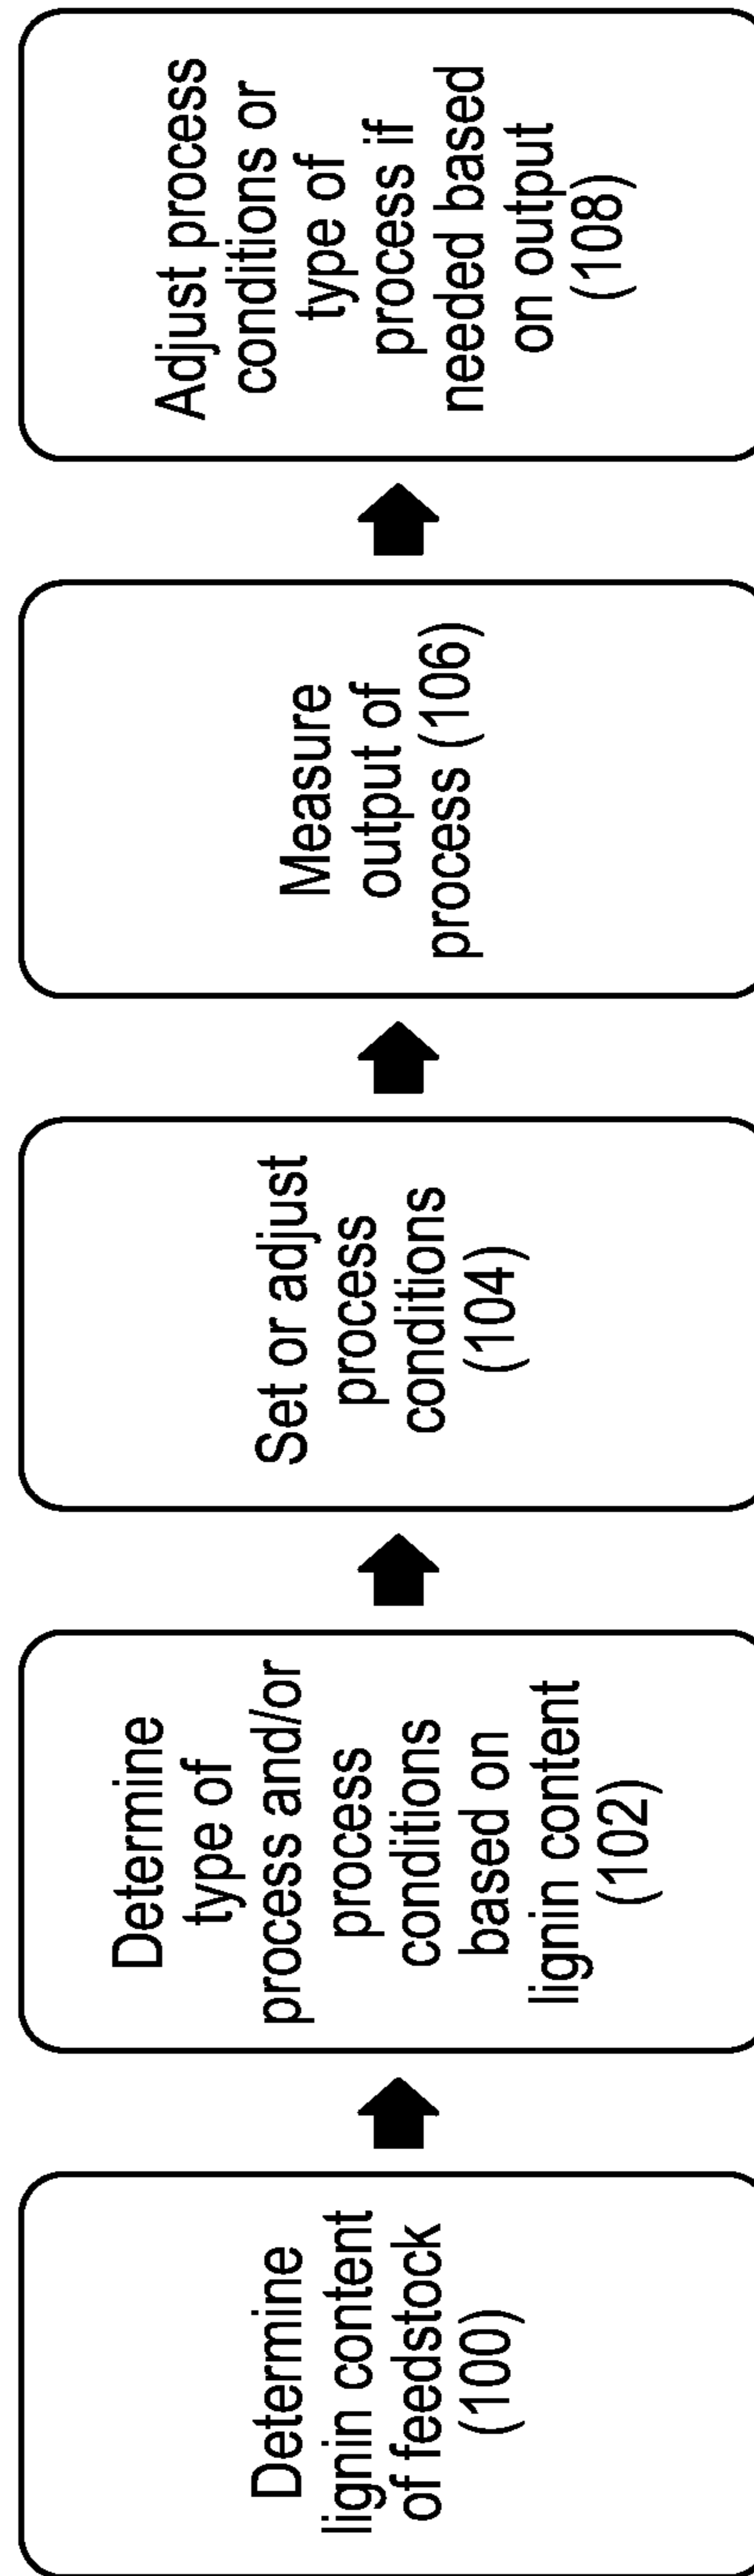 Determine
lignin content
of feedstock
(100)
Determine
type of
process and/or
process
conditions
based on
lignin content
(102)
Set or adjust
process
conditions
(104)
Measure
output of
process (106)
Adjust process
conditions or
type of
process if
needed based
on output
(108)